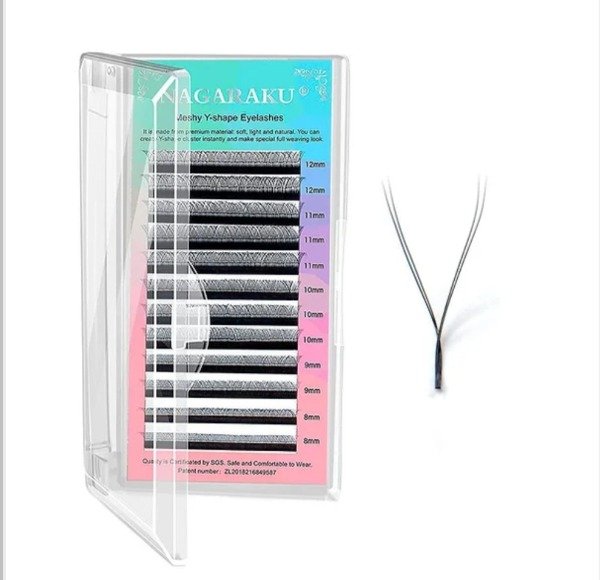 NAGARAKU ®
Meshy Y-shape Eyelashes
It is made from premium material: soft, light and natural. You can
create Y-shape cluster instantly and make special full weaving look
12mm
12mm
11mm
11mm
11mm
10mm
10mm
10mm
9mm
9mm
8mm
8mm
Quality is Certificated by SGS. Safe and Comfortable to Wear.
Patent number : ZL2018216849587